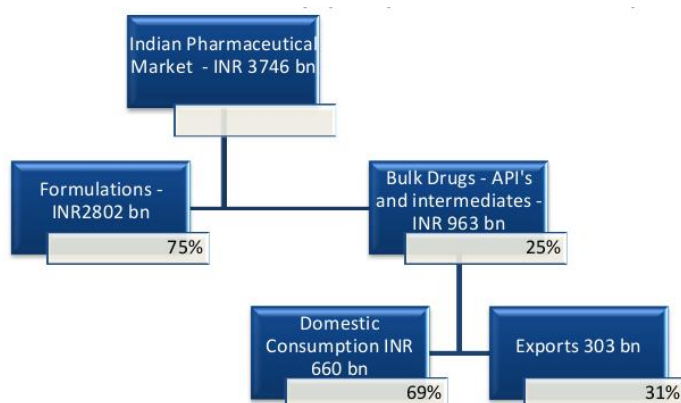 Indian Pharmaceutical
Market - INR 3746 bn
Formulations -
INR2802 bn
75%
Bulk Drugs - API's
and intermediates -
INR 963 bn
25%
Domestic
Consumption INR
660 bn
69%
Exports 303 bn
31%